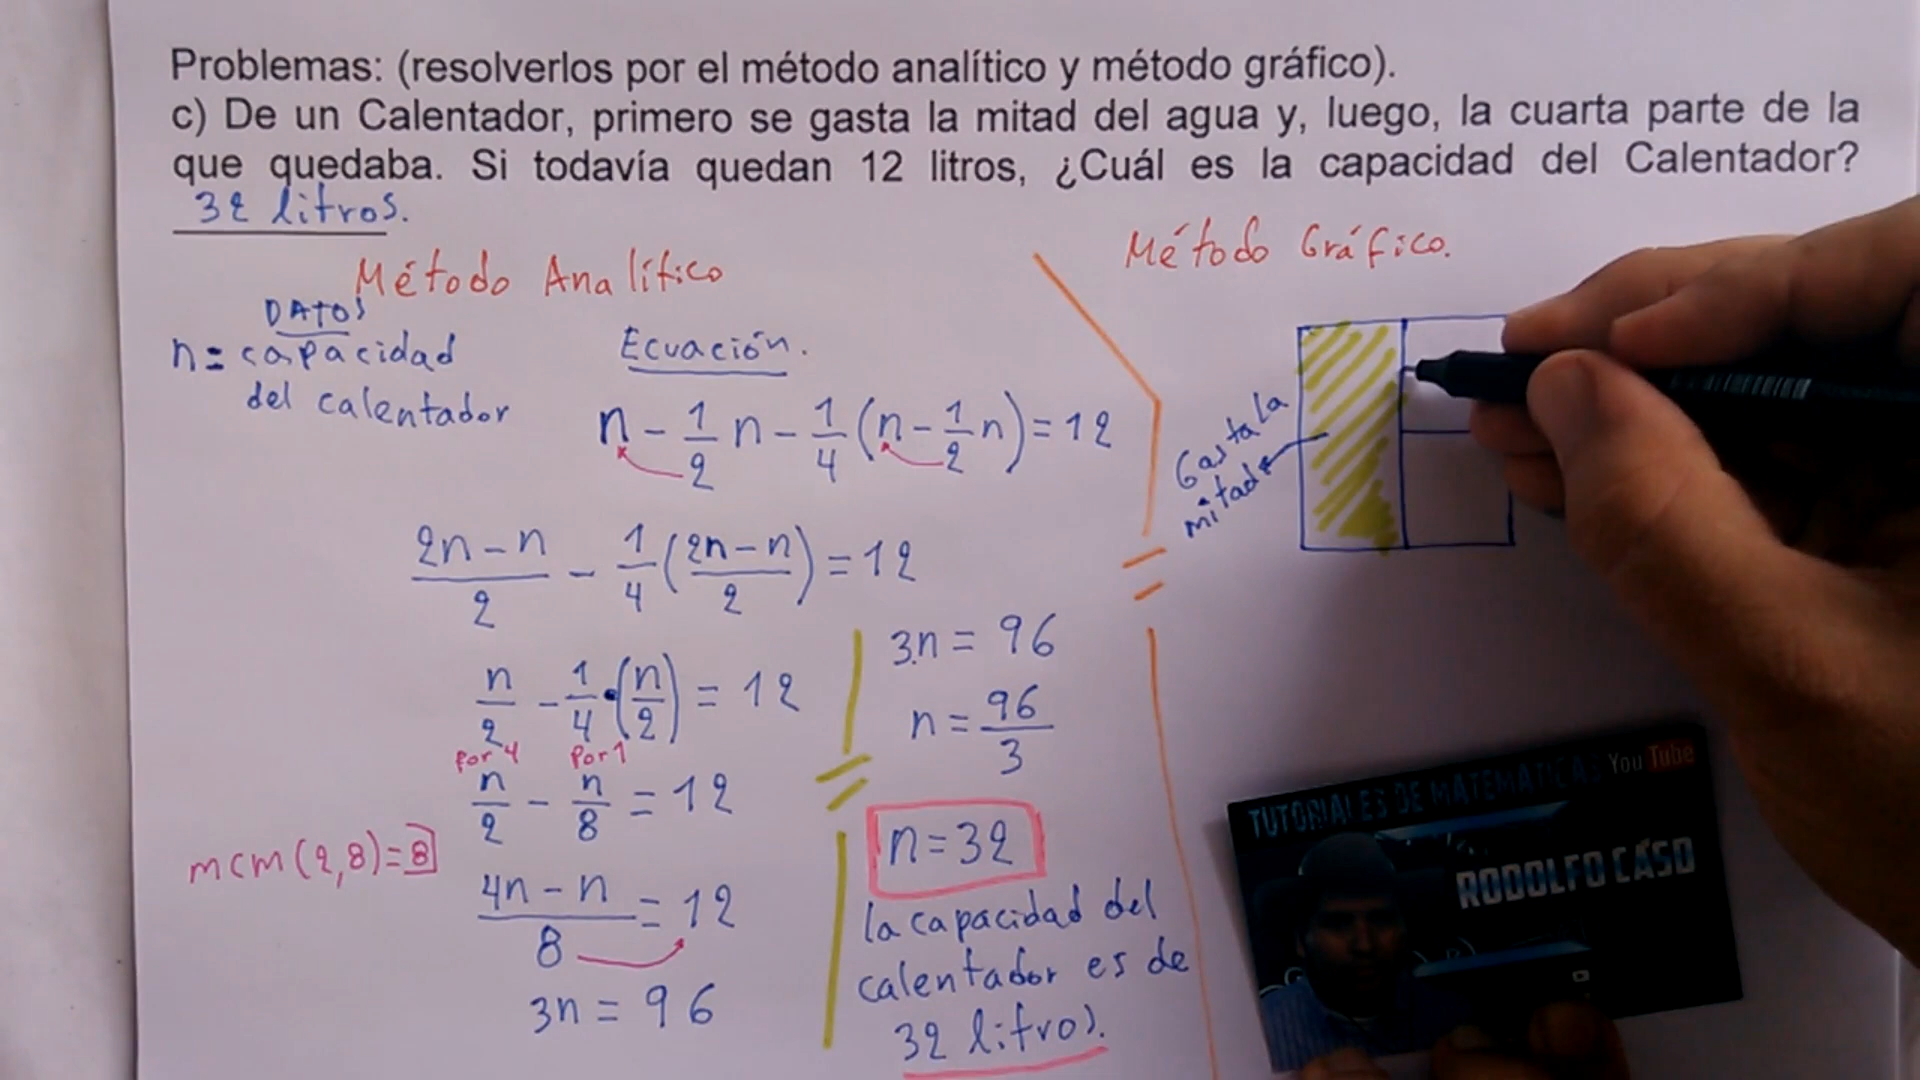 Problemas: (resolverlos por el método analítico y método gráfico).
c) De un Calentador, primero se gasta la mitad del agua y, luego, la cuarta parte de la
que quedaba. Si todavía quedan 12 litros, ¿Cuál es la capacidad del Calentador?
32 litros.
Método Analítico
DATOS
n = capacidad
del calentador
Ecuación.
n - 1/2 n - 1/4 (n - 1/2 n) = 12
(2n - n)/2 - 1/4 ((2n - n)/2) = 12
n/2 - 1/4 · (n/2) = 12
por 4 por 1
n/2 - n/8 = 12
mcm (2,8) = 8
(4n - n)/8 = 12
3n = 96
3n = 96
n = 96/3
n = 32
la capacidad del
calentador es de
32 litros.
Método Gráfico.
Gasta la
mitad
TUTORIALES DE MATEMATICAS YouTube
RODOLFO CASO